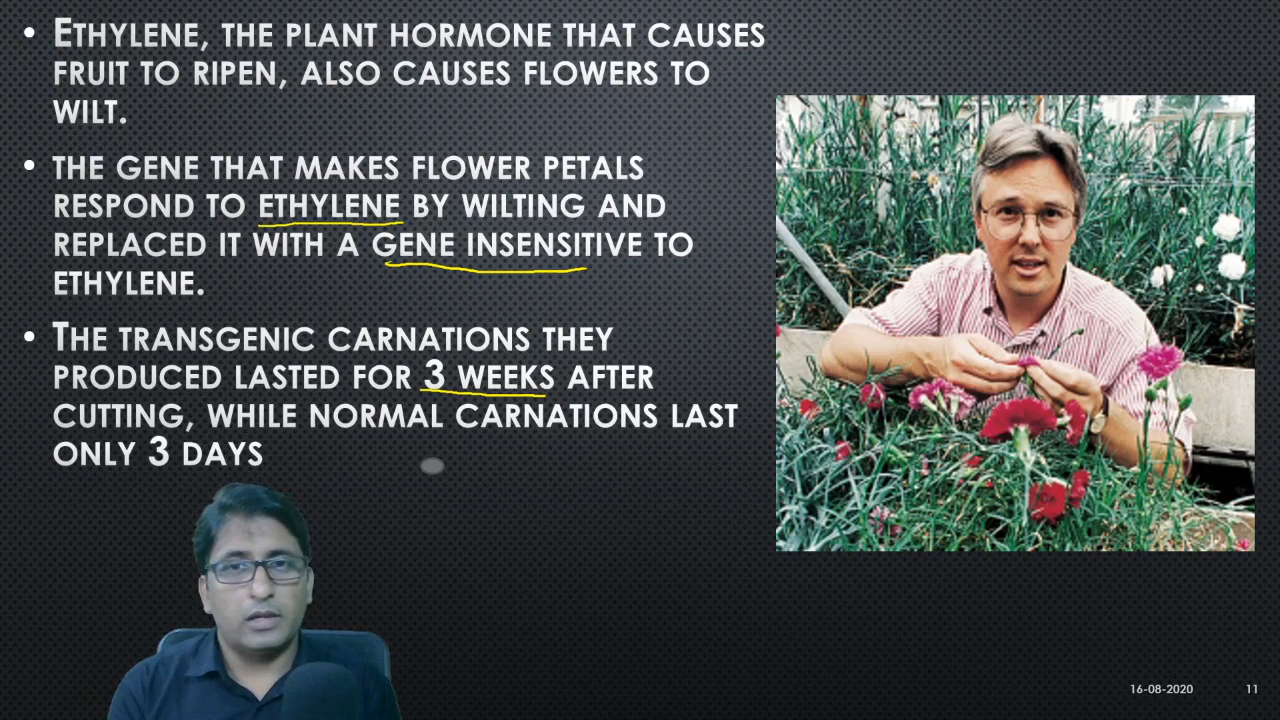 • ETHYLENE, THE PLANT HORMONE THAT CAUSES
FRUIT TO RIPEN, ALSO CAUSES FLOWERS TO
WILT.
• THE GENE THAT MAKES FLOWER PETALS
RESPOND TO ETHYLENE BY WILTING AND
REPLACED IT WITH A GENE INSENSITIVE TO
ETHYLENE.
• THE TRANSGENIC CARNATIONS THEY
PRODUCED LASTED FOR 3 WEEKS AFTER
CUTTING, WHILE NORMAL CARNATIONS LAST
ONLY 3 DAYS
16-08-2020
11